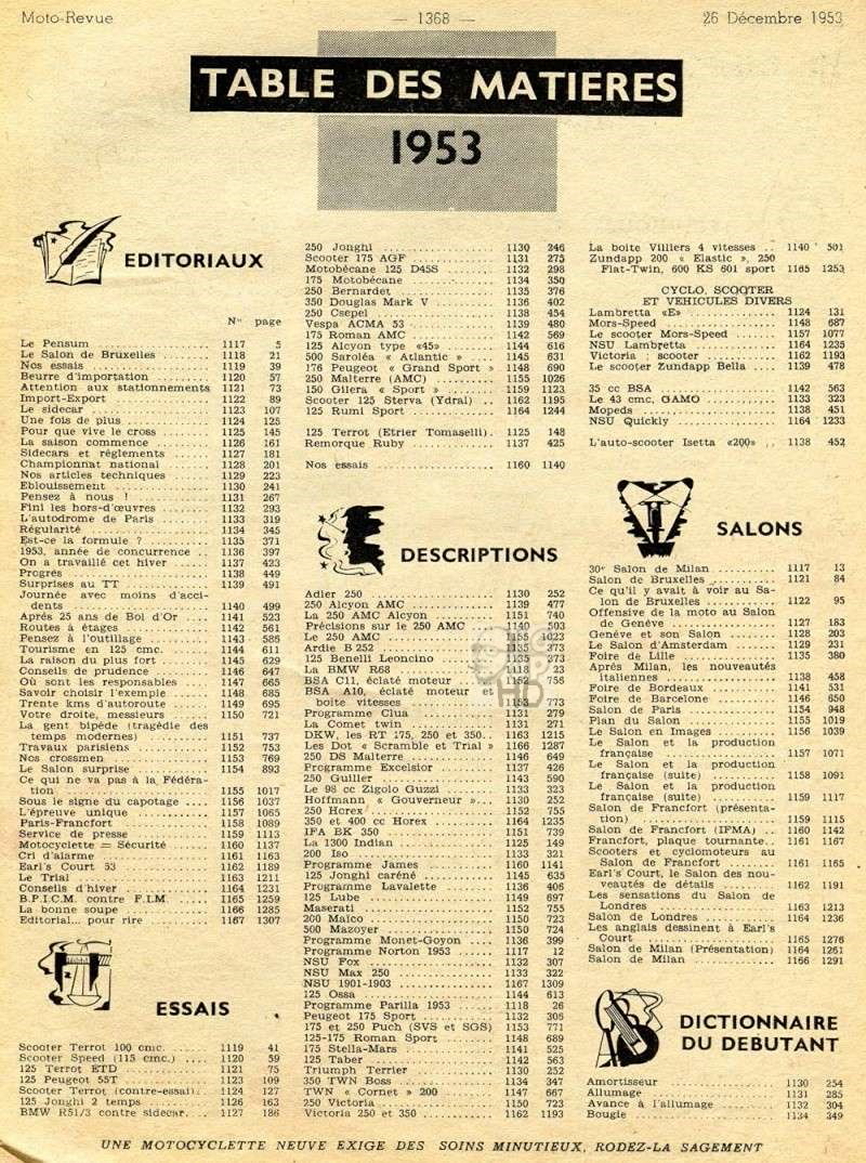 Moto-Revue — 1368 — 26 Décembre 1953
TABLE DES MATIERES
1953
EDITORIAUX
N° page
Le Pensum 1117 5
Le Salon de Bruxelles 1118 21
Nos essais 1119 39
Beurre d'importation 1120 57
Attention aux stationnements 1121 73
Import-Export 1122 89
Le sidecar 1123 107
Une fois de plus 1124 125
Pour que vive le cross 1125 145
La saison commence 1126 161
Sidecars et règlements 1127 181
Championnat national 1128 201
Nos articles techniques 1129 223
Eblouissement 1130 241
Pensez à nous ! 1131 267
Fini les hors-d'œuvres 1132 293
L'autodrome de Paris 1133 319
Régularité 1134 345
Est-ce la formule ? 1135 371
1953, année de concurrence 1136 397
On a travaillé cet hiver 1137 423
Progrès 1138 449
Surprises au TT 1139 491
Journée avec moins d'acci-
dents 1140 499
Après 25 ans de Bol d'Or 1141 523
Routes à étages 1142 561
Pensez à l'outillage 1143 585
Tourisme en 125 cmc. 1144 611
La raison du plus fort 1145 629
Conseils de prudence 1146 647
Où sont les responsables 1147 665
Savoir choisir l'exemple 1148 685
Trente kms d'autoroute 1149 695
Votre droite, messieurs 1150 721
La gent bipède (tragédie des
temps modernes) 1151 737
Travaux parisiens 1152 753
Nos crossmen 1153 769
Le Salon surprise 1154 893
Ce qui ne va pas à la Fédéra-
tion 1155 1017
Sous le signe du capotage 1156 1037
L'épreuve unique 1157 1065
Paris-Francfort 1158 1089
Service de presse 1159 1113
Motocyclette = Sécurité 1160 1137
Cri d'alarme 1161 1163
Earl's Court 53 1162 1189
Le Trial 1163 1211
Conseils d'hiver 1164 1231
B.P.I.C.M. contre F.I.M. 1165 1259
La bonne soupe 1166 1285
Editorial... pour rire 1167 1307
ESSAIS
Scooter Terrot 100 cmc. 1119 41
Scooter Speed (115 cmc.) 1120 59
125 Terrot ETD 1121 75
125 Peugeot 55T 1123 109
Scooter Terrot (contre-essai) 1124 127
125 Jonghi 2 temps 1126 163
BMW R51/3 contre sidecar 1127 186
250 Jonghi 1130 246
Scooter 175 AGF 1131 275
Motobécane 125 D45S 1132 298
175 Motobécane 1134 350
250 Bernardet 1135 376
350 Douglas Mark V 1136 402
250 Csepel 1138 454
Vespa ACMA 53 1139 480
175 Roman AMC 1142 569
125 Alcyon type «45» 1144 616
500 Saroléa « Atlantic » 1145 631
176 Peugeot « Grand Sport » 1148 690
250 Malterre (AMC) 1155 1026
150 Gilera « Sport » 1159 1123
Scooter 125 Sterva (Ydral) 1162 1195
125 Rumi Sport 1164 1244
125 Terrot (Etrier Tomaselli) 1125 148
Remorque Ruby 1137 425
Nos essais 1160 1140
DESCRIPTIONS
Adler 250 1130 252
250 Alcyon AMC 1139 477
La 250 AMC Alcyon 1151 740
Précisions sur le 250 AMC 1140 503
Le 250 AMC 1155 1023
Ardie B 252 1135 373
125 Benelli Leoncino 1135 373
La BMW R68 1118 23
BSA C11, éclaté moteur 1152 756
BSA A10, éclaté moteur et
boite vitesses 1153 773
Programme Clua 1131 279
La Comet twin 1131 271
DKW, les RT 175, 250 et 350 1163 1215
Les Dot « Scramble et Trial » 1166 1287
250 DS Malterre 1146 649
Programme Excelsior 1137 426
250 Guiller 1143 590
Le 98 cc Zigolo Guzzi 1133 323
Hoffmann « Gouverneur » 1130 252
250 Horex 1152 755
350 et 400 cc Horex 1164 1235
IFA BK 350 1151 739
La 1300 Indian 1125 149
200 Iso 1133 321
Programme James 1160 1141
125 Jonghi caréné 1145 635
Programme Lavalette 1136 406
125 Lube 1149 697
Maserati 1152 755
200 Maïco 1150 723
500 Mazoyer 1150 724
Programme Monet-Goyon 1136 399
Programme Norton 1953 1117 12
NSU Fox 1132 307
NSU Max 250 1133 322
NSU 1901-1903 1167 1309
125 Ossa 1144 613
Programme Parilla 1953 1118 26
Peugeot 175 Sport 1132 305
175 et 250 Puch (SVS et SGS) 1153 771
125-175 Roman Sport 1148 689
175 Stella-Mars 1141 525
125 Taber 1142 563
Triumph Terrier 1130 252
350 TWN Boss 1134 347
TWN « Cornet » 200 1147 667
250 Victoria 1150 723
Victoria 250 et 350 1162 1193
La boite Villiers 4 vitesses 1140 501
Zundapp 200 « Elastic », 250
Flat-Twin, 600 KS 601 sport 1165 1253
CYCLO, SCOOTER
ET VEHICULES DIVERS
Lambretta «E» 1124 131
Mors-Speed 1148 687
Le scooter Mors-Speed 1157 1077
NSU Lambretta 1164 1235
Victoria : scooter 1162 1193
Le scooter Zundapp Bella 1139 478
35 cc BSA 1142 563
Le 43 cmc, GAMO 1133 323
Mopeds 1138 451
NSU Quickly 1164 1233
L'auto-scooter Isetta «200» 1138 452
SALONS
30e Salon de Milan 1117 13
Salon de Bruxelles 1121 84
Ce qu'il y avait à voir au Sa-
lon de Bruxelles 1122 95
Offensive de la moto au Salon
de Genève 1127 183
Genève et son Salon 1128 203
Le Salon d'Amsterdam 1129 231
Foire de Lille 1135 380
Après Milan, les nouveautés
italiennes 1138 458
Foire de Bordeaux 1141 531
Foire de Barcelone 1146 650
Salon de Paris 1154 948
Plan du Salon 1155 1019
Le Salon en Images 1156 1039
Le Salon et la production
française 1157 1071
Le Salon et la production
française (suite) 1158 1091
Le Salon et la production
française (suite) 1159 1117
Salon de Francfort (présenta-
tion) 1159 1115
Salon de Francfort (IFMA) 1160 1142
Francfort, plaque tournante 1161 1167
Scooters et cyclomoteurs au
Salon de Francfort 1161 1165
Earl's Court, le Salon des nou-
veautés de détails 1162 1191
Les sensations du Salon de
Londres 1163 1213
Salon de Londres 1164 1236
Les anglais dessinent à Earl's
Court 1165 1276
Salon de Milan (Présentation) 1164 1261
Salon de Milan 1166 1291
DICTIONNAIRE
DU DEBUTANT
Amortisseur 1130 254
Allumage 1131 285
Avance à l'allumage 1132 304
Bougie 1134 349
UNE MOTOCYCLETTE NEUVE EXIGE DES SOINS MINUTIEUX, RODEZ-LA SAGEMENT